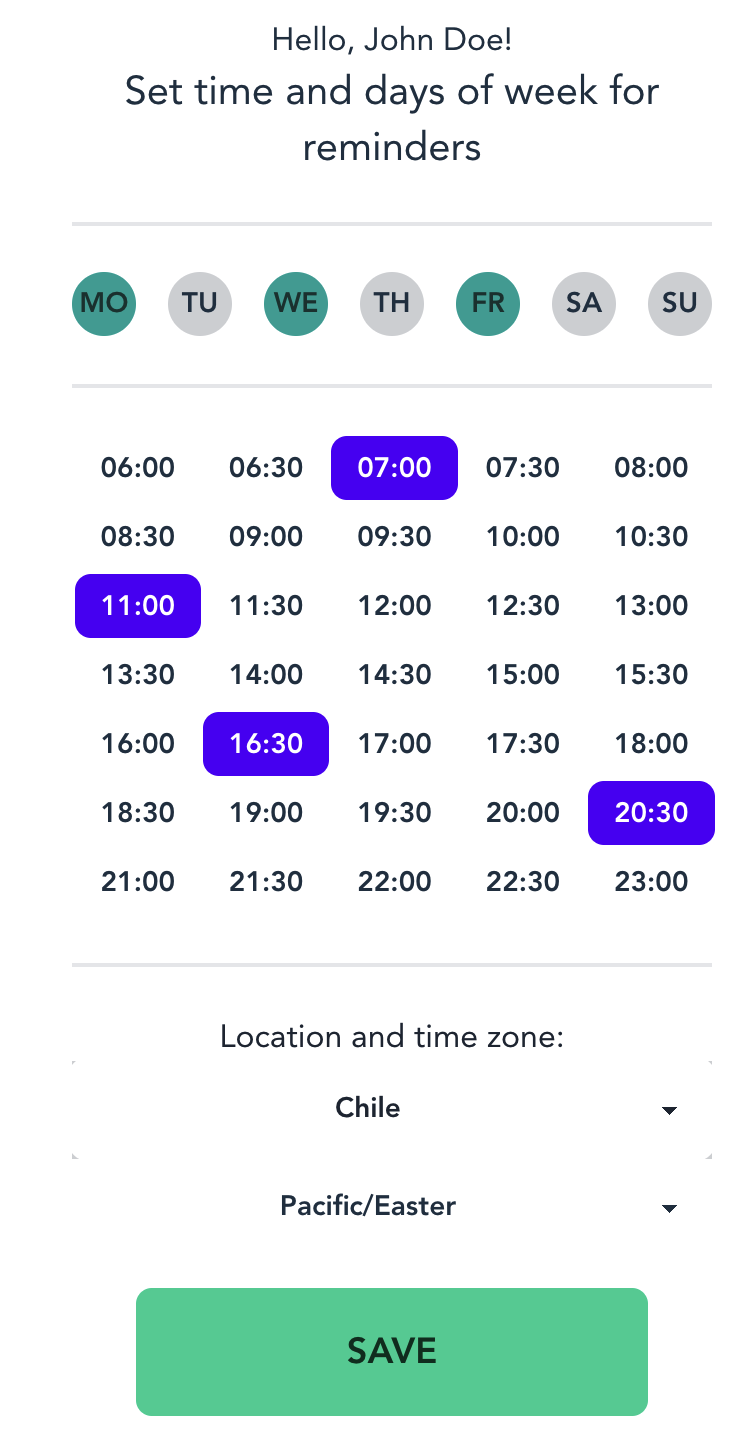 Hello, John Doe!
Set time and days of week for
reminders
MO TU WE TH FR SA SU
06:00 06:30 07:00 07:30 08:00
08:30 09:00 09:30 10:00 10:30
11:00 11:30 12:00 12:30 13:00
13:30 14:00 14:30 15:00 15:30
16:00 16:30 17:00 17:30 18:00
18:30 19:00 19:30 20:00 20:30
21:00 21:30 22:00 22:30 23:00
Location and time zone:
Chile
Pacific/Easter
SAVE